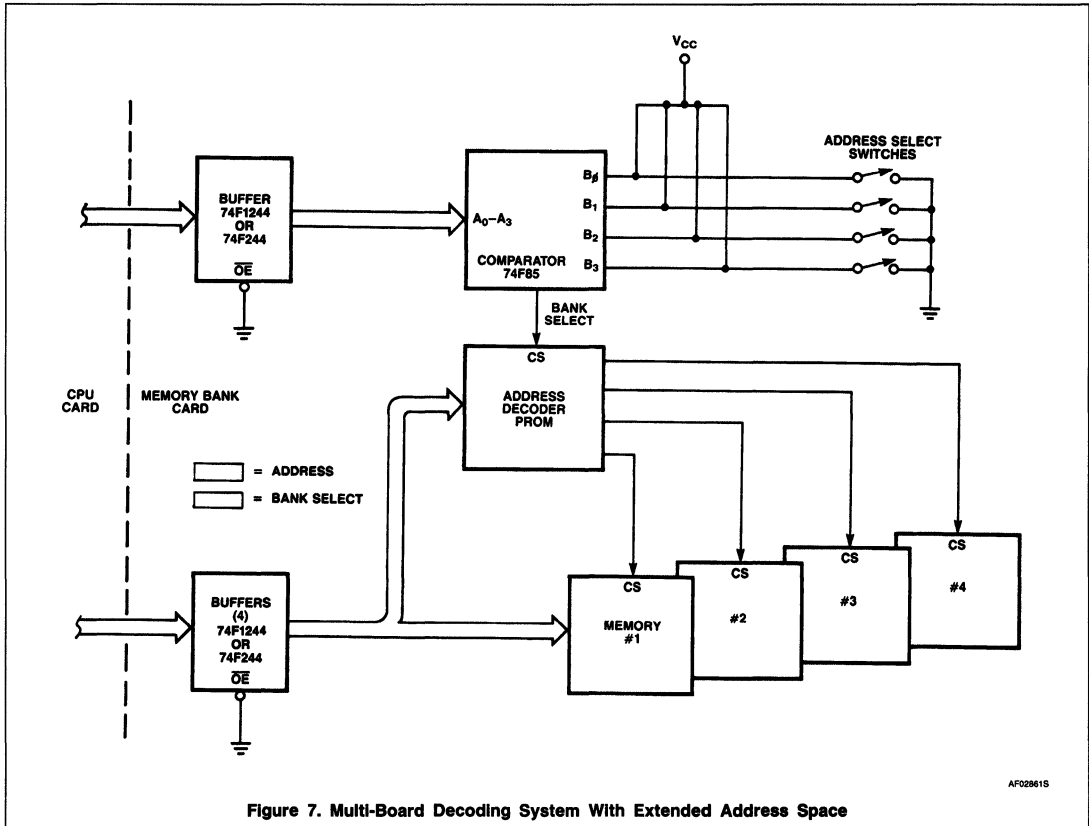 VCC
ADDRESS SELECT
SWITCHES
BUFFER
74F1244
OR
74F244
OE
A0–A3
COMPARATOR
74F85
Bø
B1
B2
B3
BANK
SELECT
CS
ADDRESS
DECODER
PROM
CPU
CARD
MEMORY BANK
CARD
= ADDRESS
= BANK SELECT
BUFFERS
(4)
74F1244
OR
74F244
OE
CS
MEMORY
#1
CS
#2
CS
#3
CS
#4
AF02861S
Figure 7. Multi-Board Decoding System With Extended Address Space